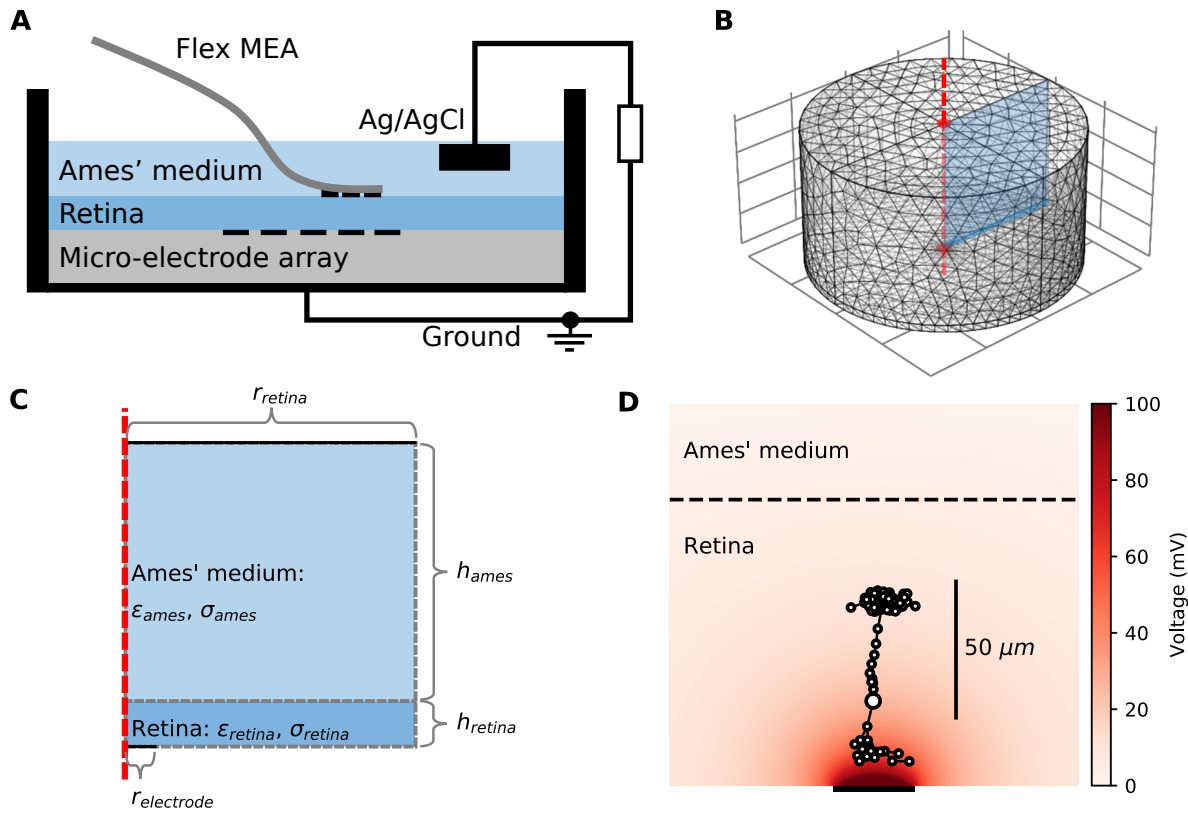 A
Flex MEA
Ag/AgCl
Ames’ medium
Retina
Micro-electrode array
Ground
B
C
r_retina
Ames' medium:
ε_ames, σ_ames
h_ames
Retina: ε_retina, σ_retina
h_retina
r_electrode
D
Ames' medium
Retina
50 μm
100
80
60
40
20
0
Voltage (mV)